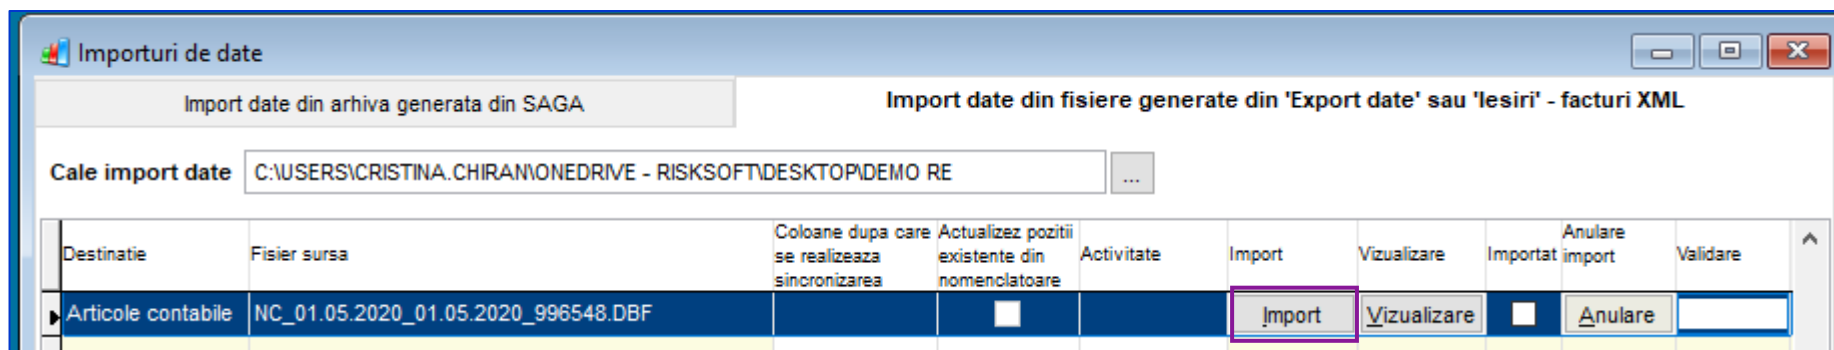 Importuri de date
Import date din arhiva generata din SAGA
Import date din fisiere generate din 'Export date' sau 'Iesiri' - facturi XML
Cale import date C:\USERS\CRISTINA.CHIRAN\ONEDRIVE - RISKSOFT\DESKTOP\DEMO RE ...
Destinatie
Fisier sursa
Coloane dupa care
se realizeaza
sincronizarea
Actualizez pozitii
existente din
nomenclatoare
Activitate
Import
Vizualizare
Importat
Anulare
import
Validare
Articole contabile NC_01.05.2020_01.05.2020_996548.DBF Import Vizualizare Anulare